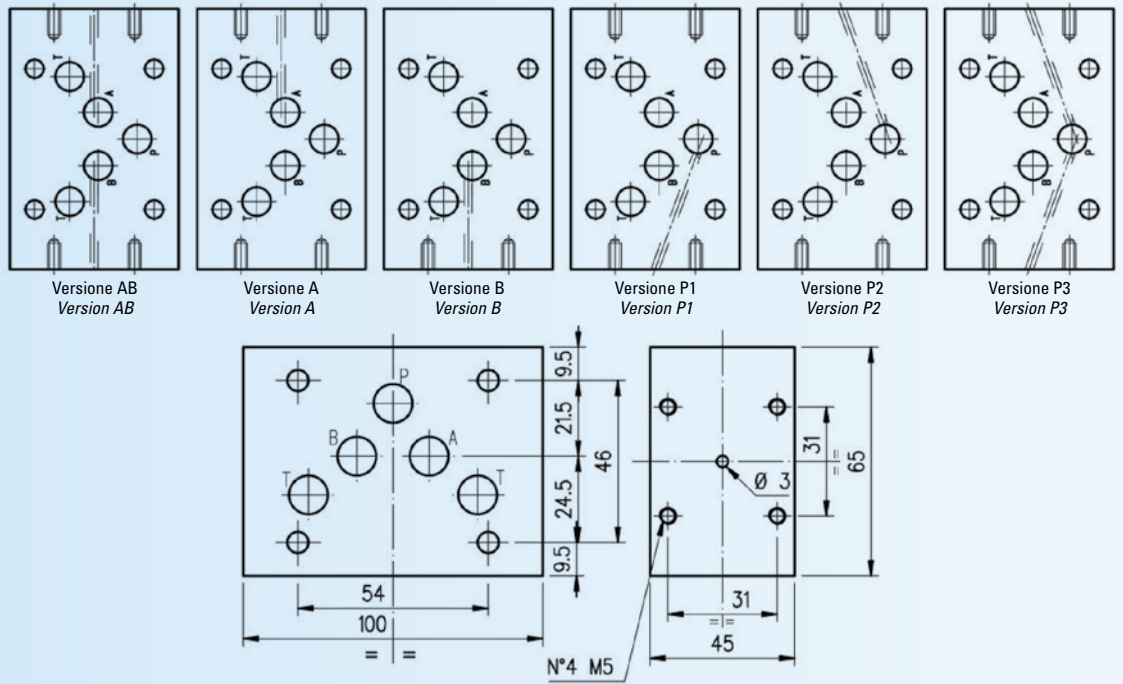 T A P B T
T A P B T
T A P B T
T A P B T
T A P B T
T A P B T
Versione AB
Version AB
Versione A
Version A
Versione B
Version B
Versione P1
Version P1
Versione P2
Version P2
Versione P3
Version P3
P
B A
T T
9.5
21.5
46
24.5
9.5
54
100
= =
31
=
=
65
Ø 3
31
= =
45
N°4 M5